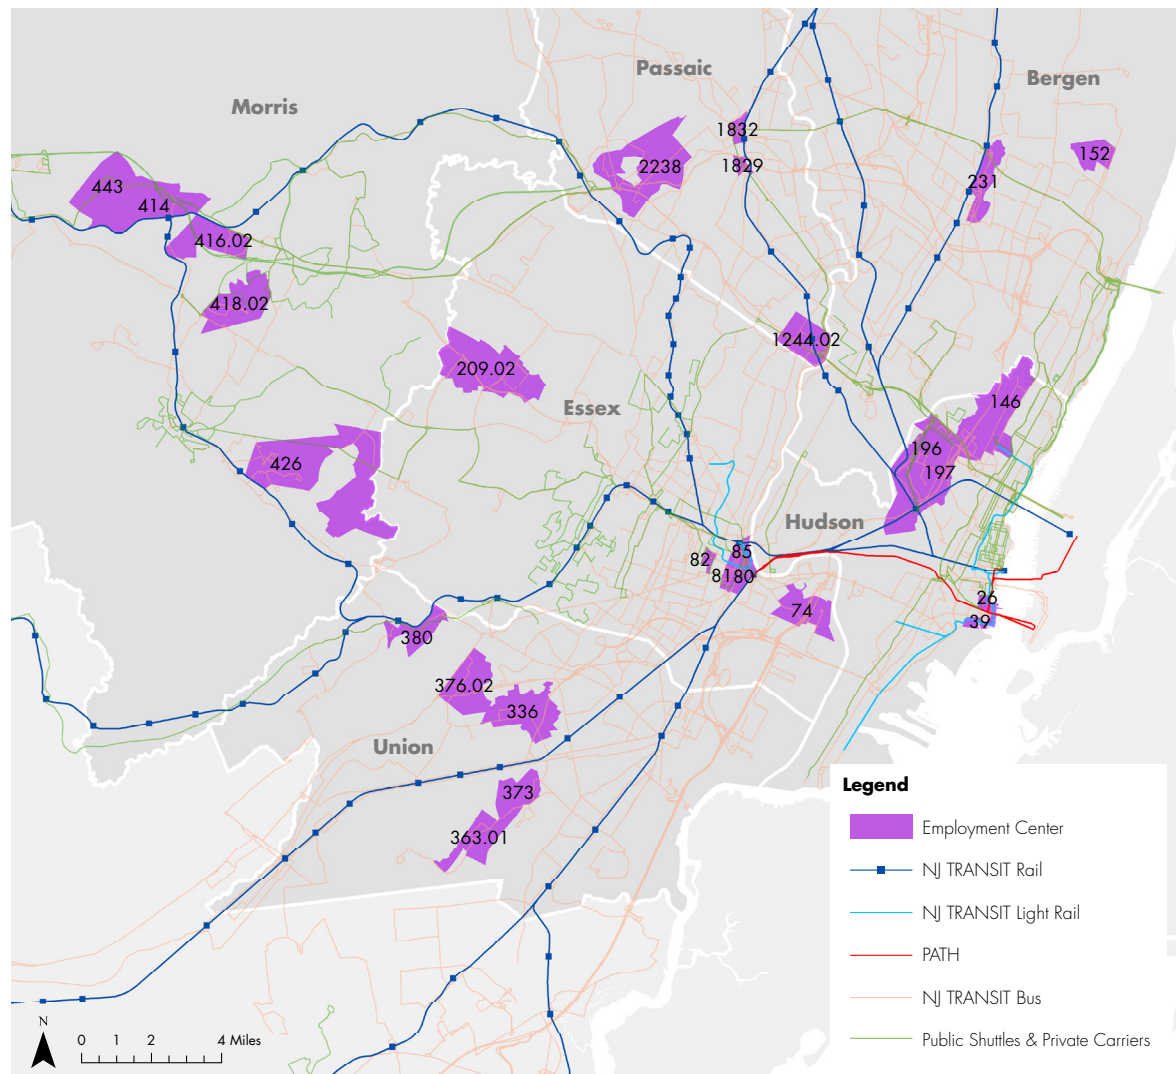 Passaic
Bergen
Morris
1832
152
1829
2238
231
443
414
416.02
418.02
1244.02
209.02
146
Essex
196
426
197
Hudson
85
82
8180
26
74
39
380
376.02
336
Union
373
363.01
Legend
Employment Center
NJ TRANSIT Rail
NJ TRANSIT Light Rail
PATH
NJ TRANSIT Bus
Public Shuttles & Private Carriers
N
0 1 2 4 Miles